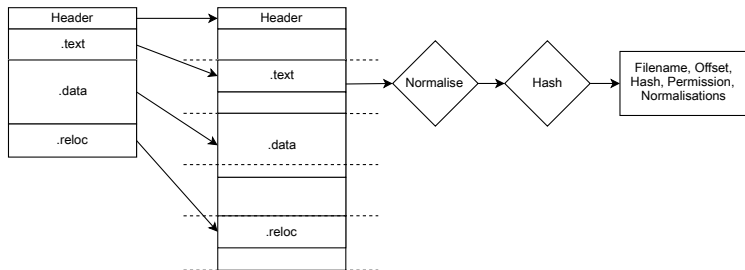 Header
.text
.data
.reloc
Header
.text
.data
.reloc
Normalise
Hash
Filename, Offset,
Hash, Permission,
Normalisations